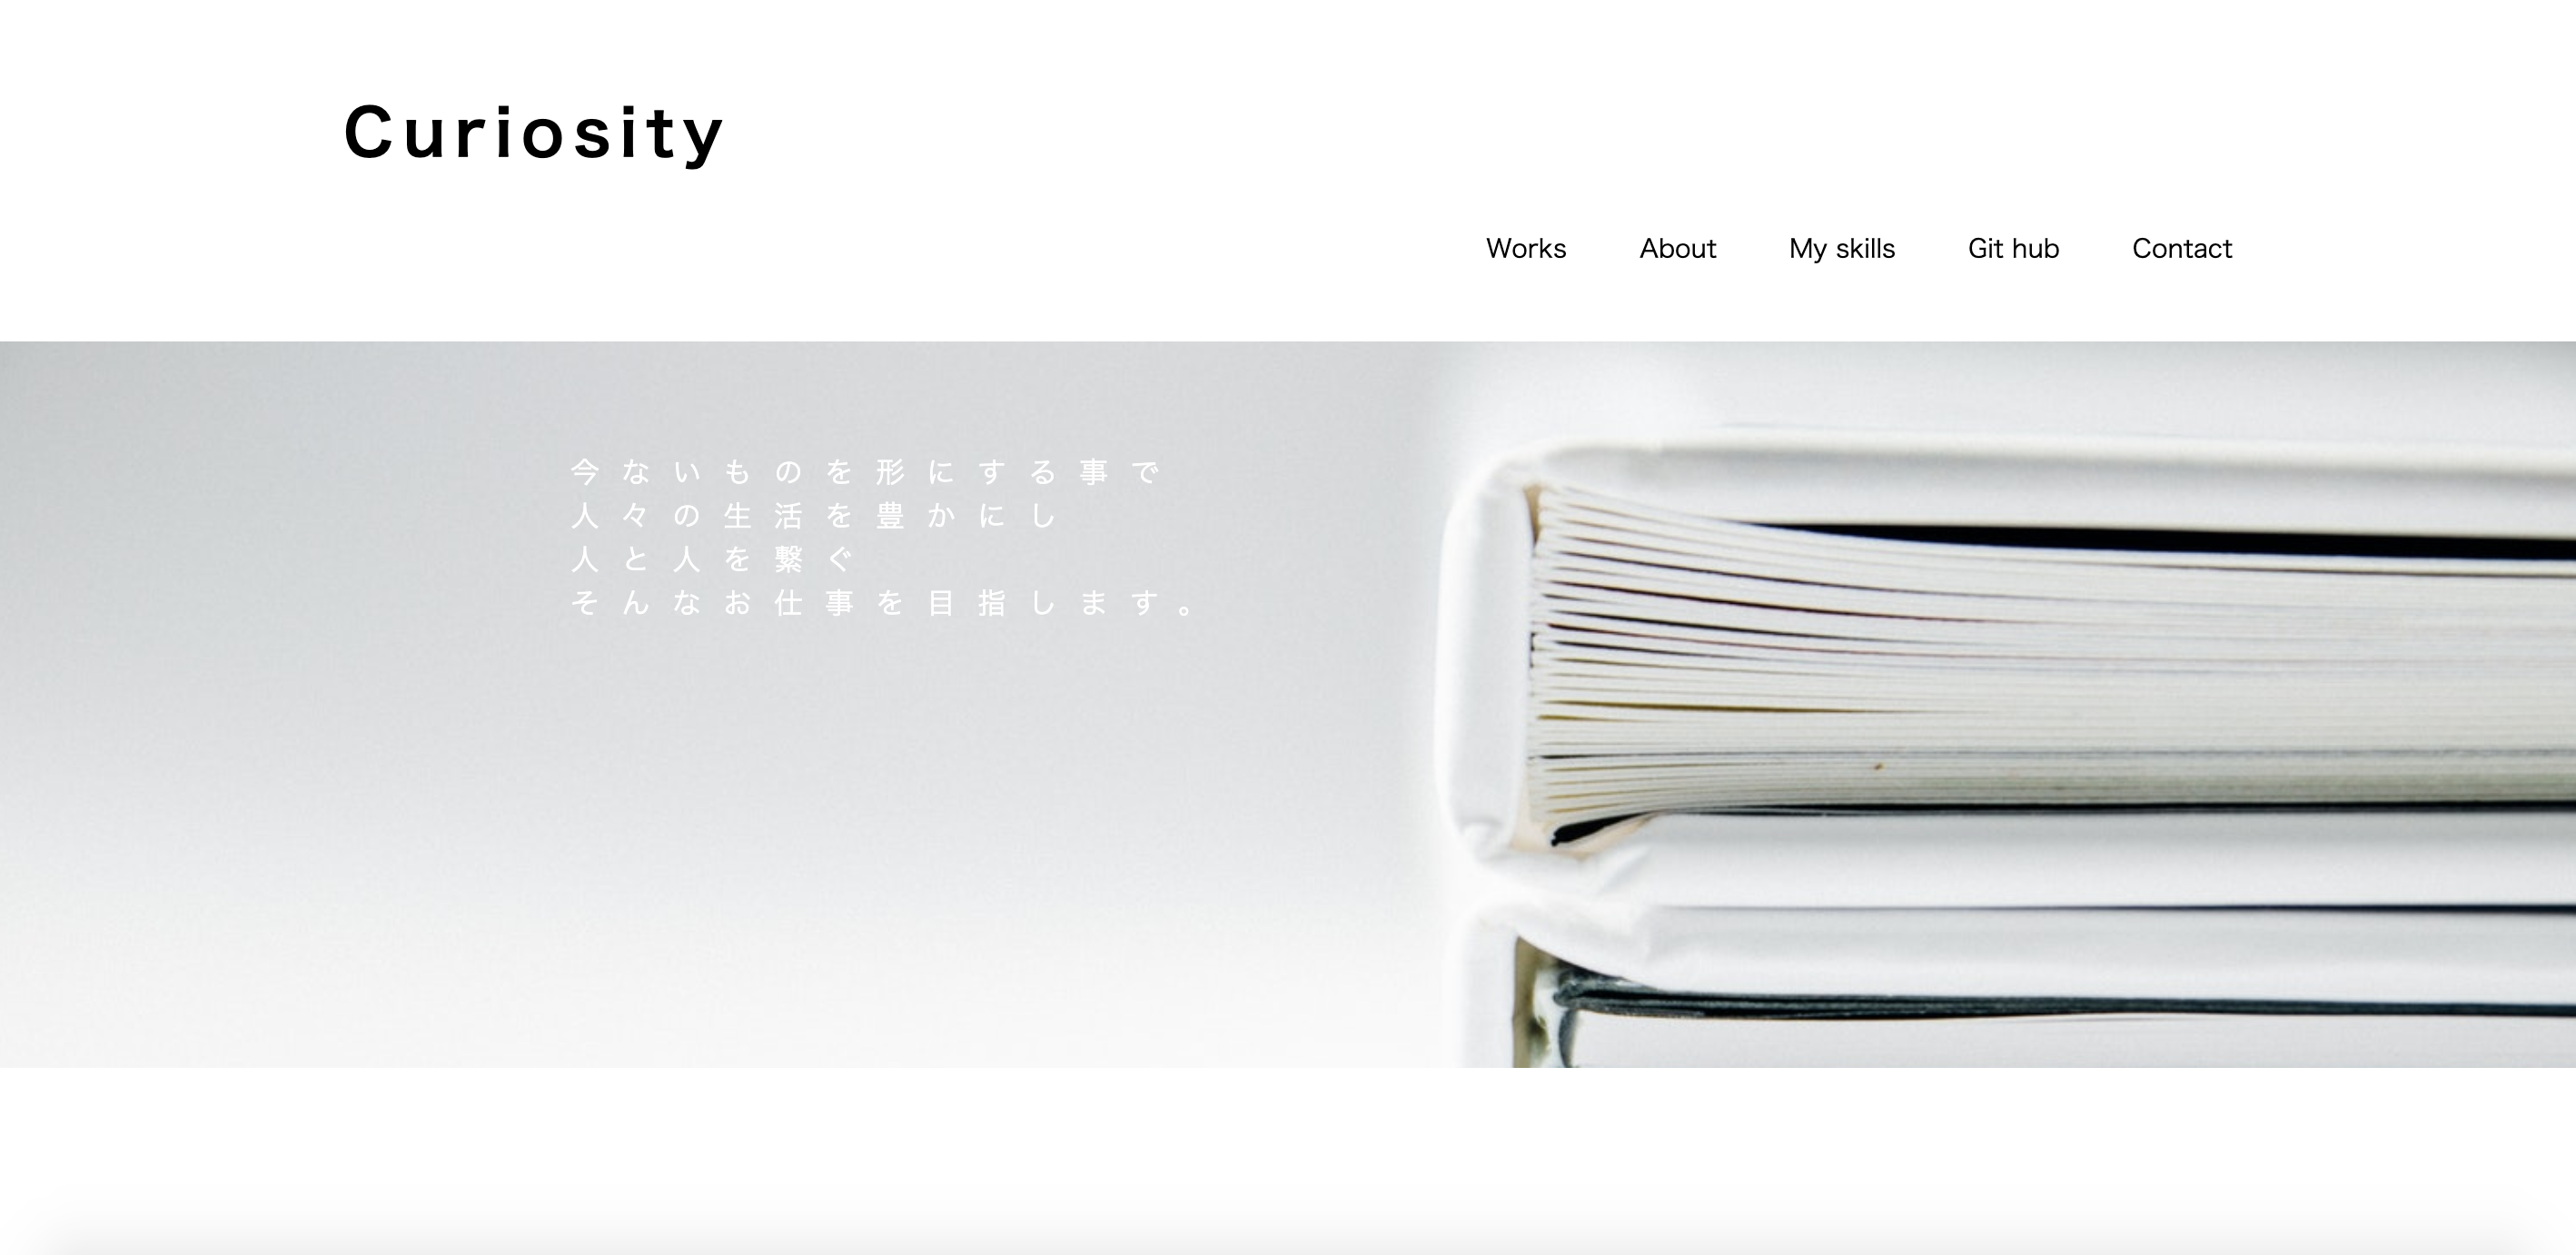 Curiosity
Works About My skills Git hub Contact
今ないものを形にする事で
人々の生活を豊かにし
人と人を繋ぐ
そんなお仕事を目指します。